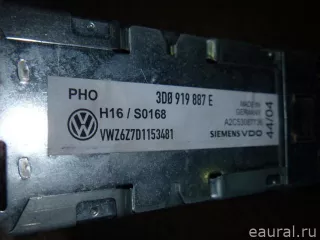 PHO 3D0 919 887 E
H16 / S0168
VWZ6Z7D1153481
MADE IN
GERMANY
SIEMENS VDO
44/04
eaural.ru